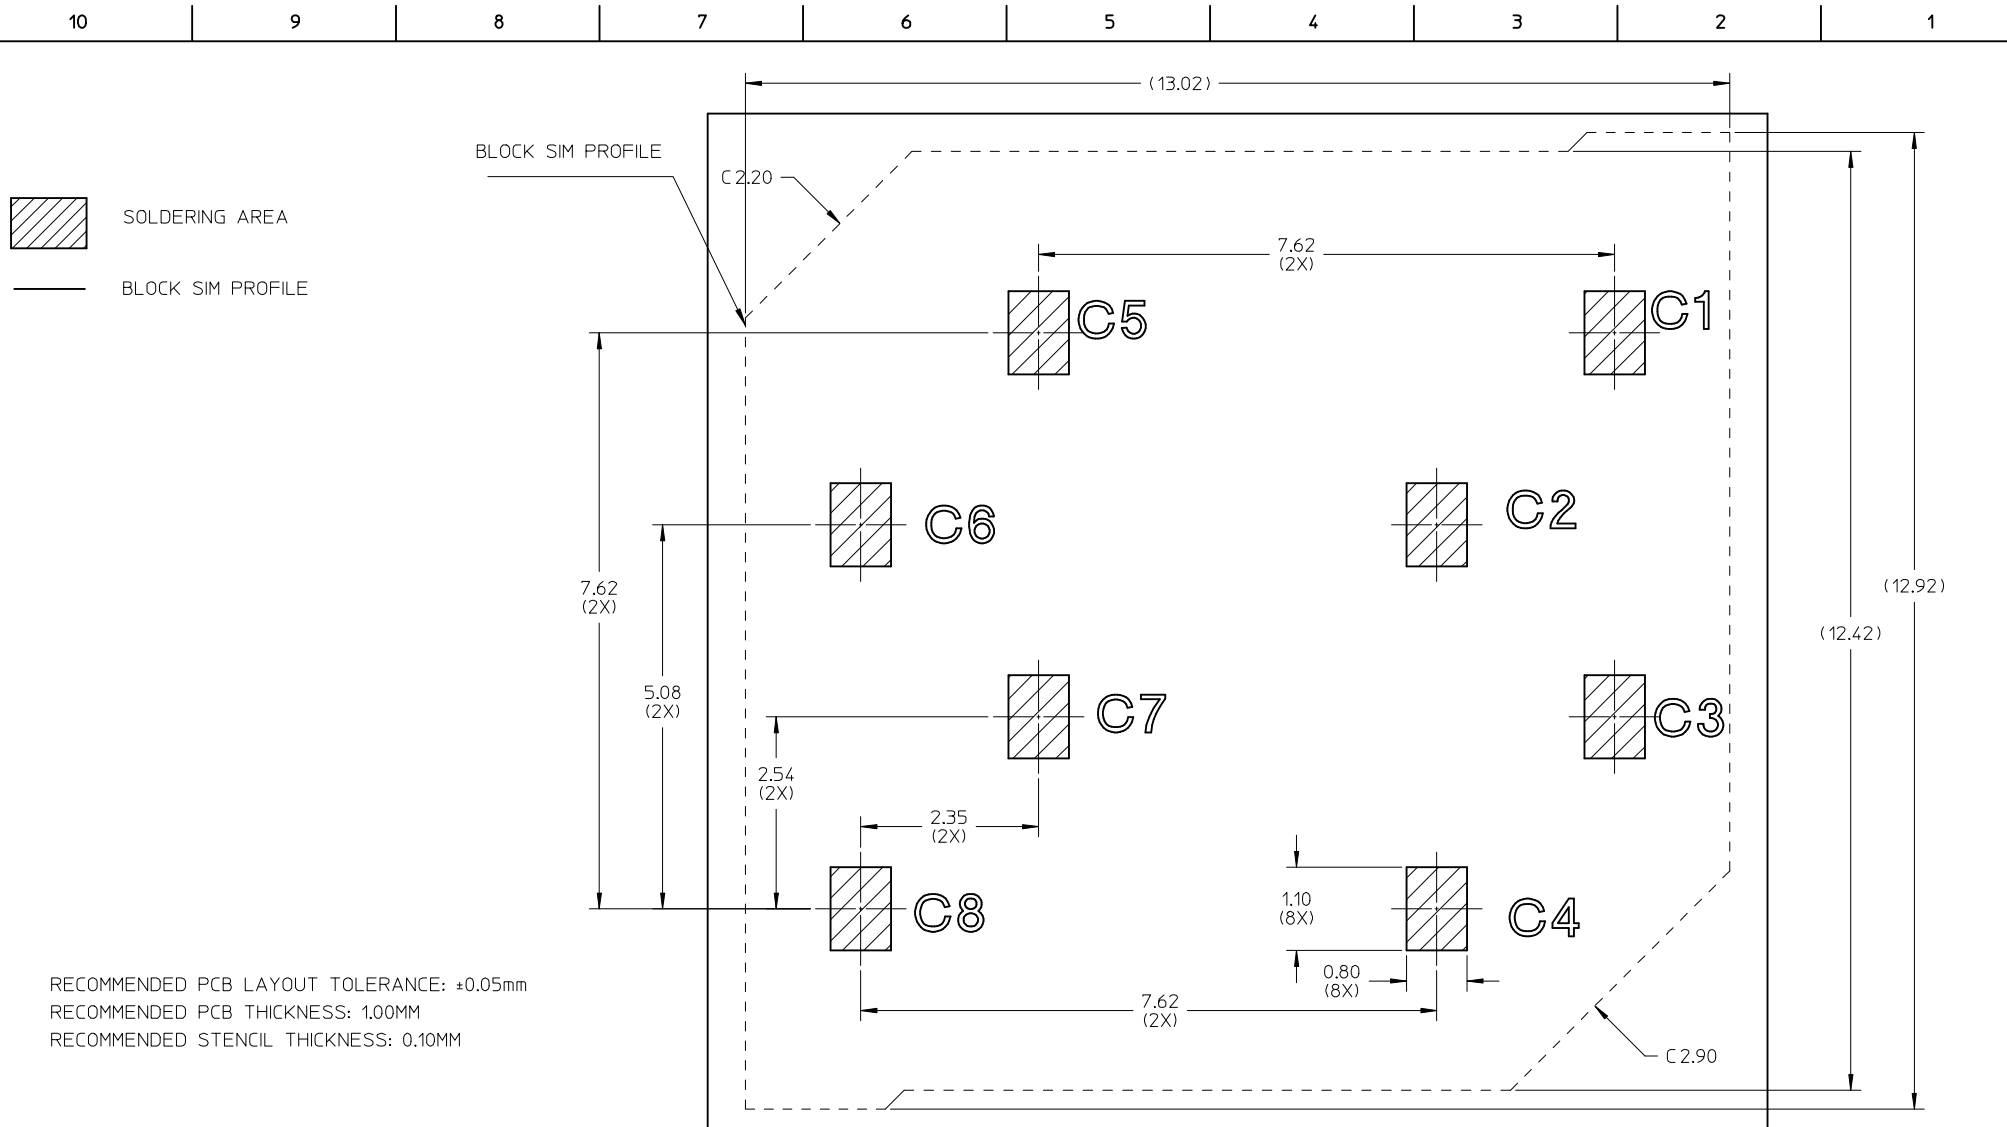 10 9 8 7 6 5 4 3 2 1
(13.02)
BLOCK SIM PROFILE
C 2.20
SOLDERING AREA
BLOCK SIM PROFILE
7.62
(2X)
C5
C1
C6
C2
7.62
(2X)
(12.92)
(12.42)
5.08
(2X)
C7
C3
2.54
(2X)
2.35
(2X)
1.10
(8X)
C8
C4
0.80
(8X)
7.62
(2X)
C 2.90
RECOMMENDED PCB LAYOUT TOLERANCE: ±0.05mm
RECOMMENDED PCB THICKNESS: 1.00MM
RECOMMENDED STENCIL THICKNESS: 0.10MM